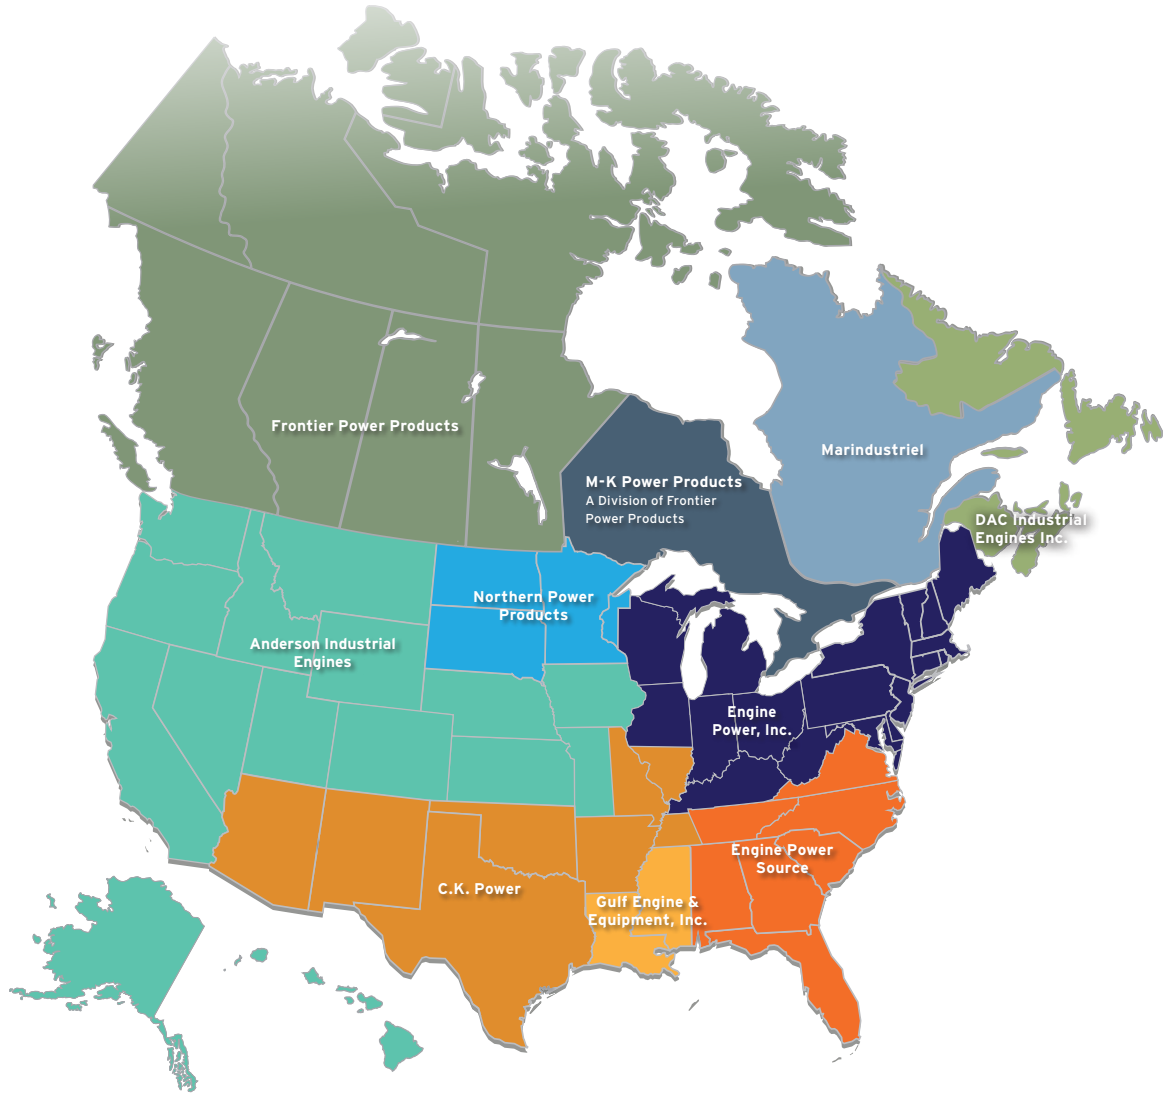 Frontier Power Products
Marindustriel
M-K Power Products
A Division of Frontier
Power Products
DAC Industrial
Engines Inc.
Northern Power
Products
Anderson Industrial
Engines
Engine
Power, Inc.
Engine Power
Source
C.K. Power
Gulf Engine &
Equipment, Inc.